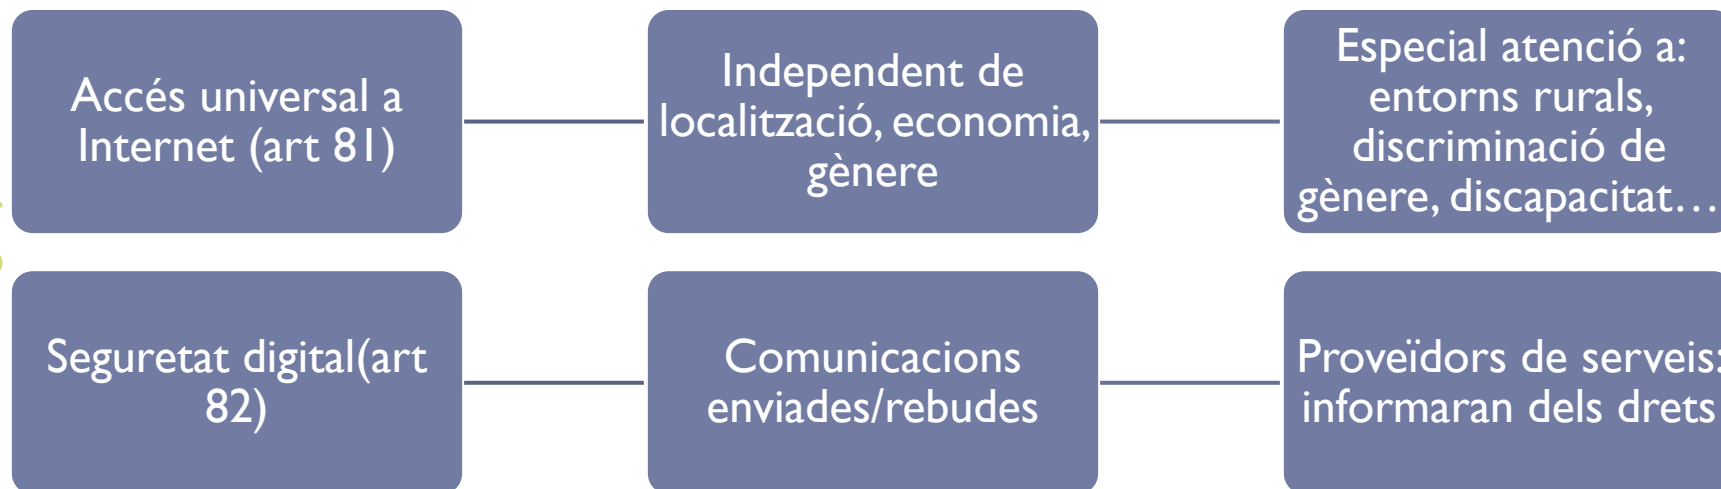 Accés universal a
Internet (art 81)
Independent de
localització, economia,
gènere
Especial atenció a:
entorns rurals,
discriminació de
gènere, discapacitat…
Seguretat digital(art
82)
Comunicacions
enviades/rebudes
Proveïdors de serveis:
informaran dels drets